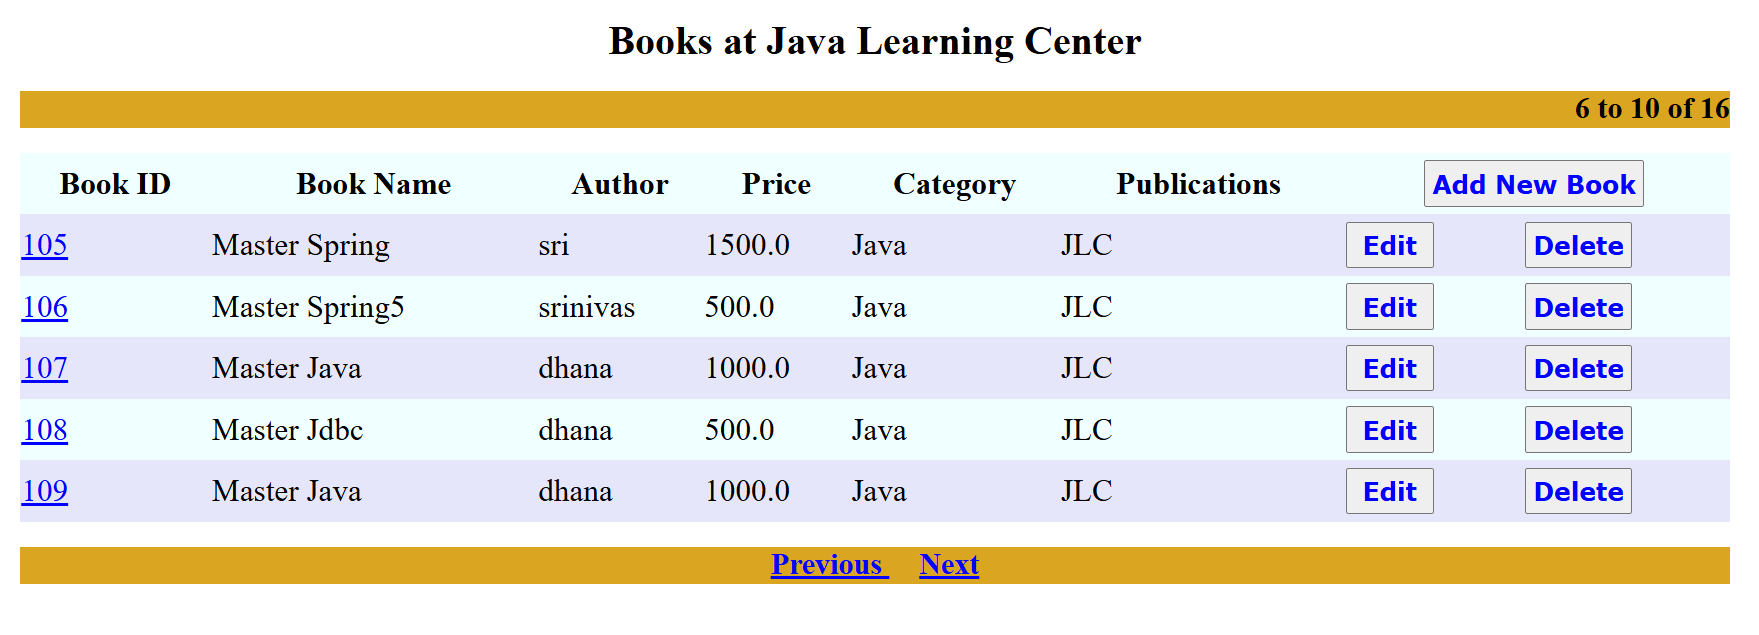 Books at Java Learning Center
6 to 10 of 16
Book ID Book Name Author Price Category Publications Add New Book
105 Master Spring sri 1500.0 Java JLC Edit Delete
106 Master Spring5 srinivas 500.0 Java JLC Edit Delete
107 Master Java dhana 1000.0 Java JLC Edit Delete
108 Master Jdbc dhana 500.0 Java JLC Edit Delete
109 Master Java dhana 1000.0 Java JLC Edit Delete
Previous Next